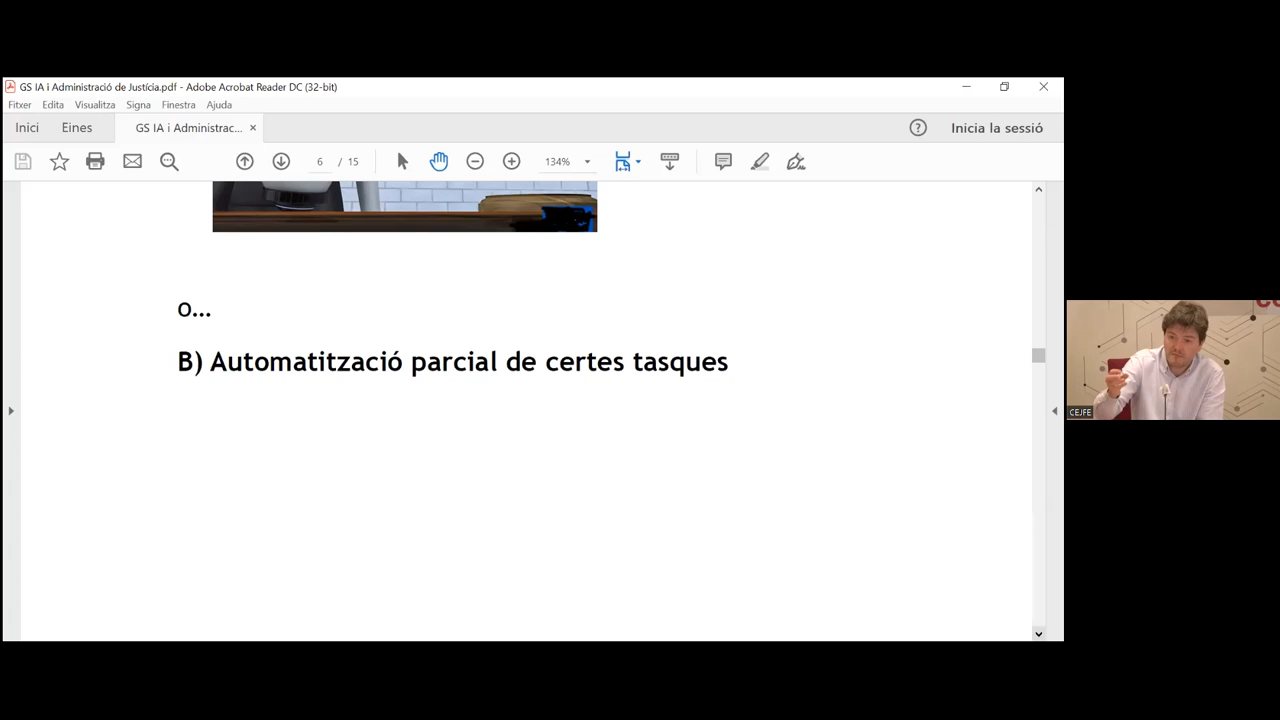 GS IA i Administració de Justícia.pdf - Adobe Acrobat Reader DC (32-bit)
Fitxer Edita Visualitza Signa Finestra Ajuda
Inici Eines GS IA i Administrac... Inicia la sessió
6 / 15 134%
o...
B) Automatització parcial de certes tasques
CEJFE